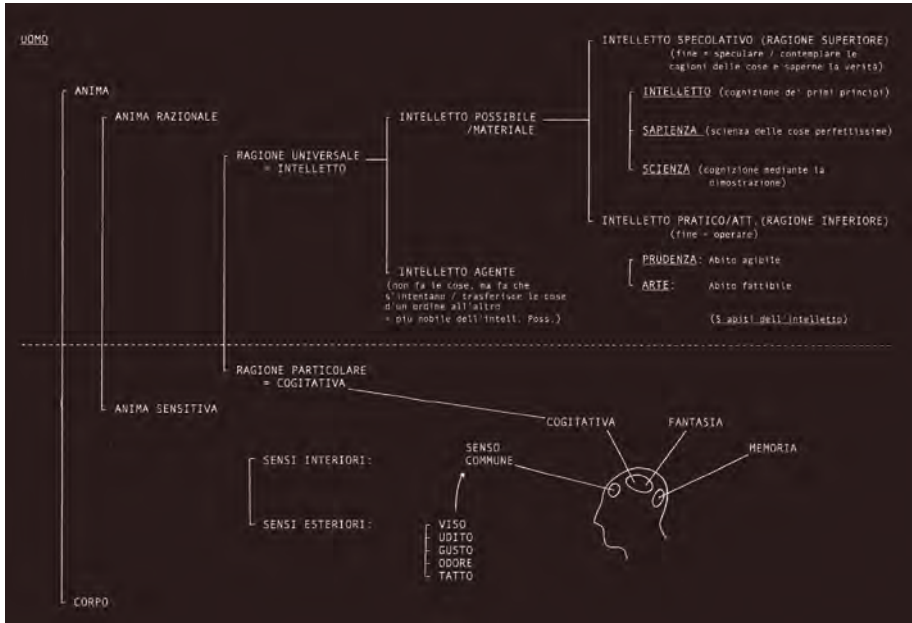 UOMO
ANIMA
ANIMA RAZIONALE
RAGIONE UNIVERSALE
= INTELLETTO
INTELLETTO POSSIBILE
/MATERIALE
INTELLETTO SPECOLATIVO (RAGIONE SUPERIORE)
(fine = speculare / contemplare le
cagioni delle cose e saperne la verità)
INTELLETTO (cognizione de' primi principi)
SAPIENZA (scienza delle cose perfettissime)
SCIENZA (cognizione mediante la
dimostrazione)
INTELLETTO PRATICO/ATT.(RAGIONE INFERIORE)
(fine = operare)
PRUDENZA: Abito agibile
ARTE: Abito fattibile
(5 abiti dell'intelletto)
INTELLETTO AGENTE
(non fa le cose, ma fa che
s'intentano / trasferisce le cose
d'un ordine all'altro
= più nobile dell'intell. Poss.)
RAGIONE PARTICOLARE
= COGITATIVA
ANIMA SENSITIVA
COGITATIVA
FANTASIA
MEMORIA
SENSO
COMMUNE
SENSI INTERIORI:
SENSI ESTERIORI:
VISO
UDITO
GUSTO
ODORE
TATTO
CORPO